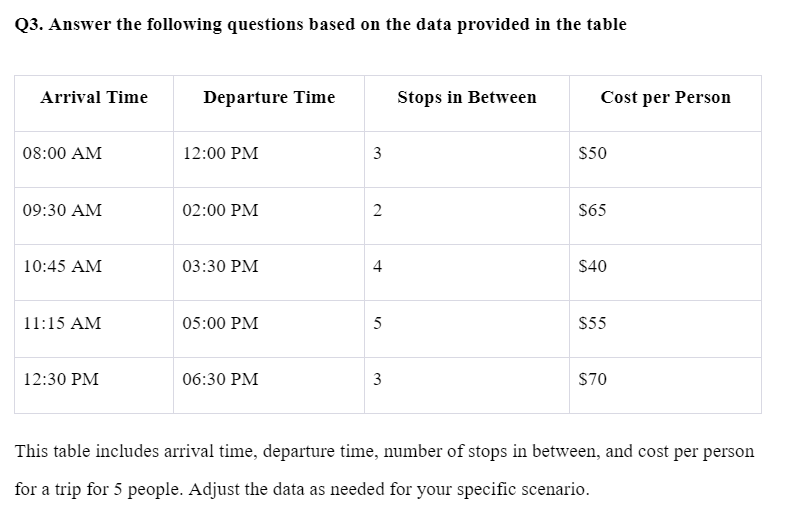 Q3. Answer the following questions based on the data provided in the table
Arrival Time Departure Time Stops in Between Cost per Person
08:00 AM 12:00 PM 3 $50
09:30 AM 02:00 PM 2 $65
10:45 AM 03:30 PM 4 $40
11:15 AM 05:00 PM 5 $55
12:30 PM 06:30 PM 3 $70
This table includes arrival time, departure time, number of stops in between, and cost per person
for a trip for 5 people. Adjust the data as needed for your specific scenario.